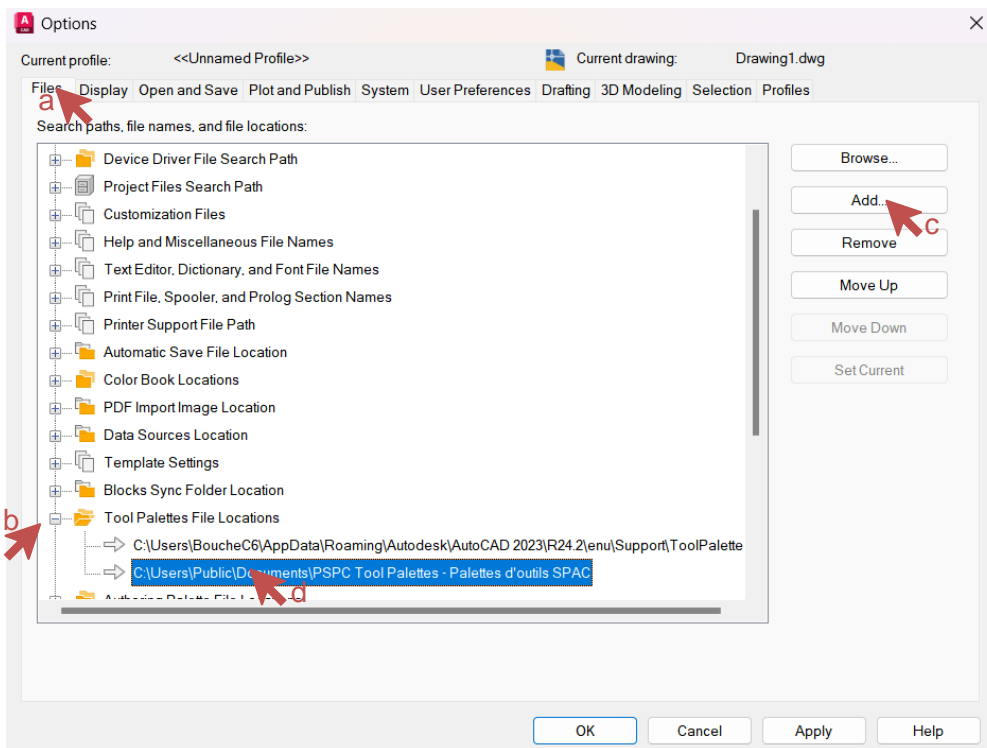 A
CAD
Options
Current profile: <<Unnamed Profile>> Current drawing: Drawing1.dwg
Files Display Open and Save Plot and Publish System User Preferences Drafting 3D Modeling Selection Profiles
a
Search paths, file names, and file locations:
Device Driver File Search Path
Browse...
Project Files Search Path
Add...
Customization Files
c
Help and Miscellaneous File Names
Remove
Text Editor, Dictionary, and Font File Names
Move Up
Print File, Spooler, and Prolog Section Names
Printer Support File Path
Move Down
Automatic Save File Location
Set Current
Color Book Locations
PDF Import Image Location
Data Sources Location
Template Settings
Blocks Sync Folder Location
b
Tool Palettes File Locations
C:\Users\BoucheC6\AppData\Roaming\Autodesk\AutoCAD 2023\R24.2\enu\Support\ToolPalette
C:\Users\Public\Documents\PSPC Tool Palettes - Palettes d'outils SPAC
d
Authoring Palette File Locations
OK Cancel Apply Help